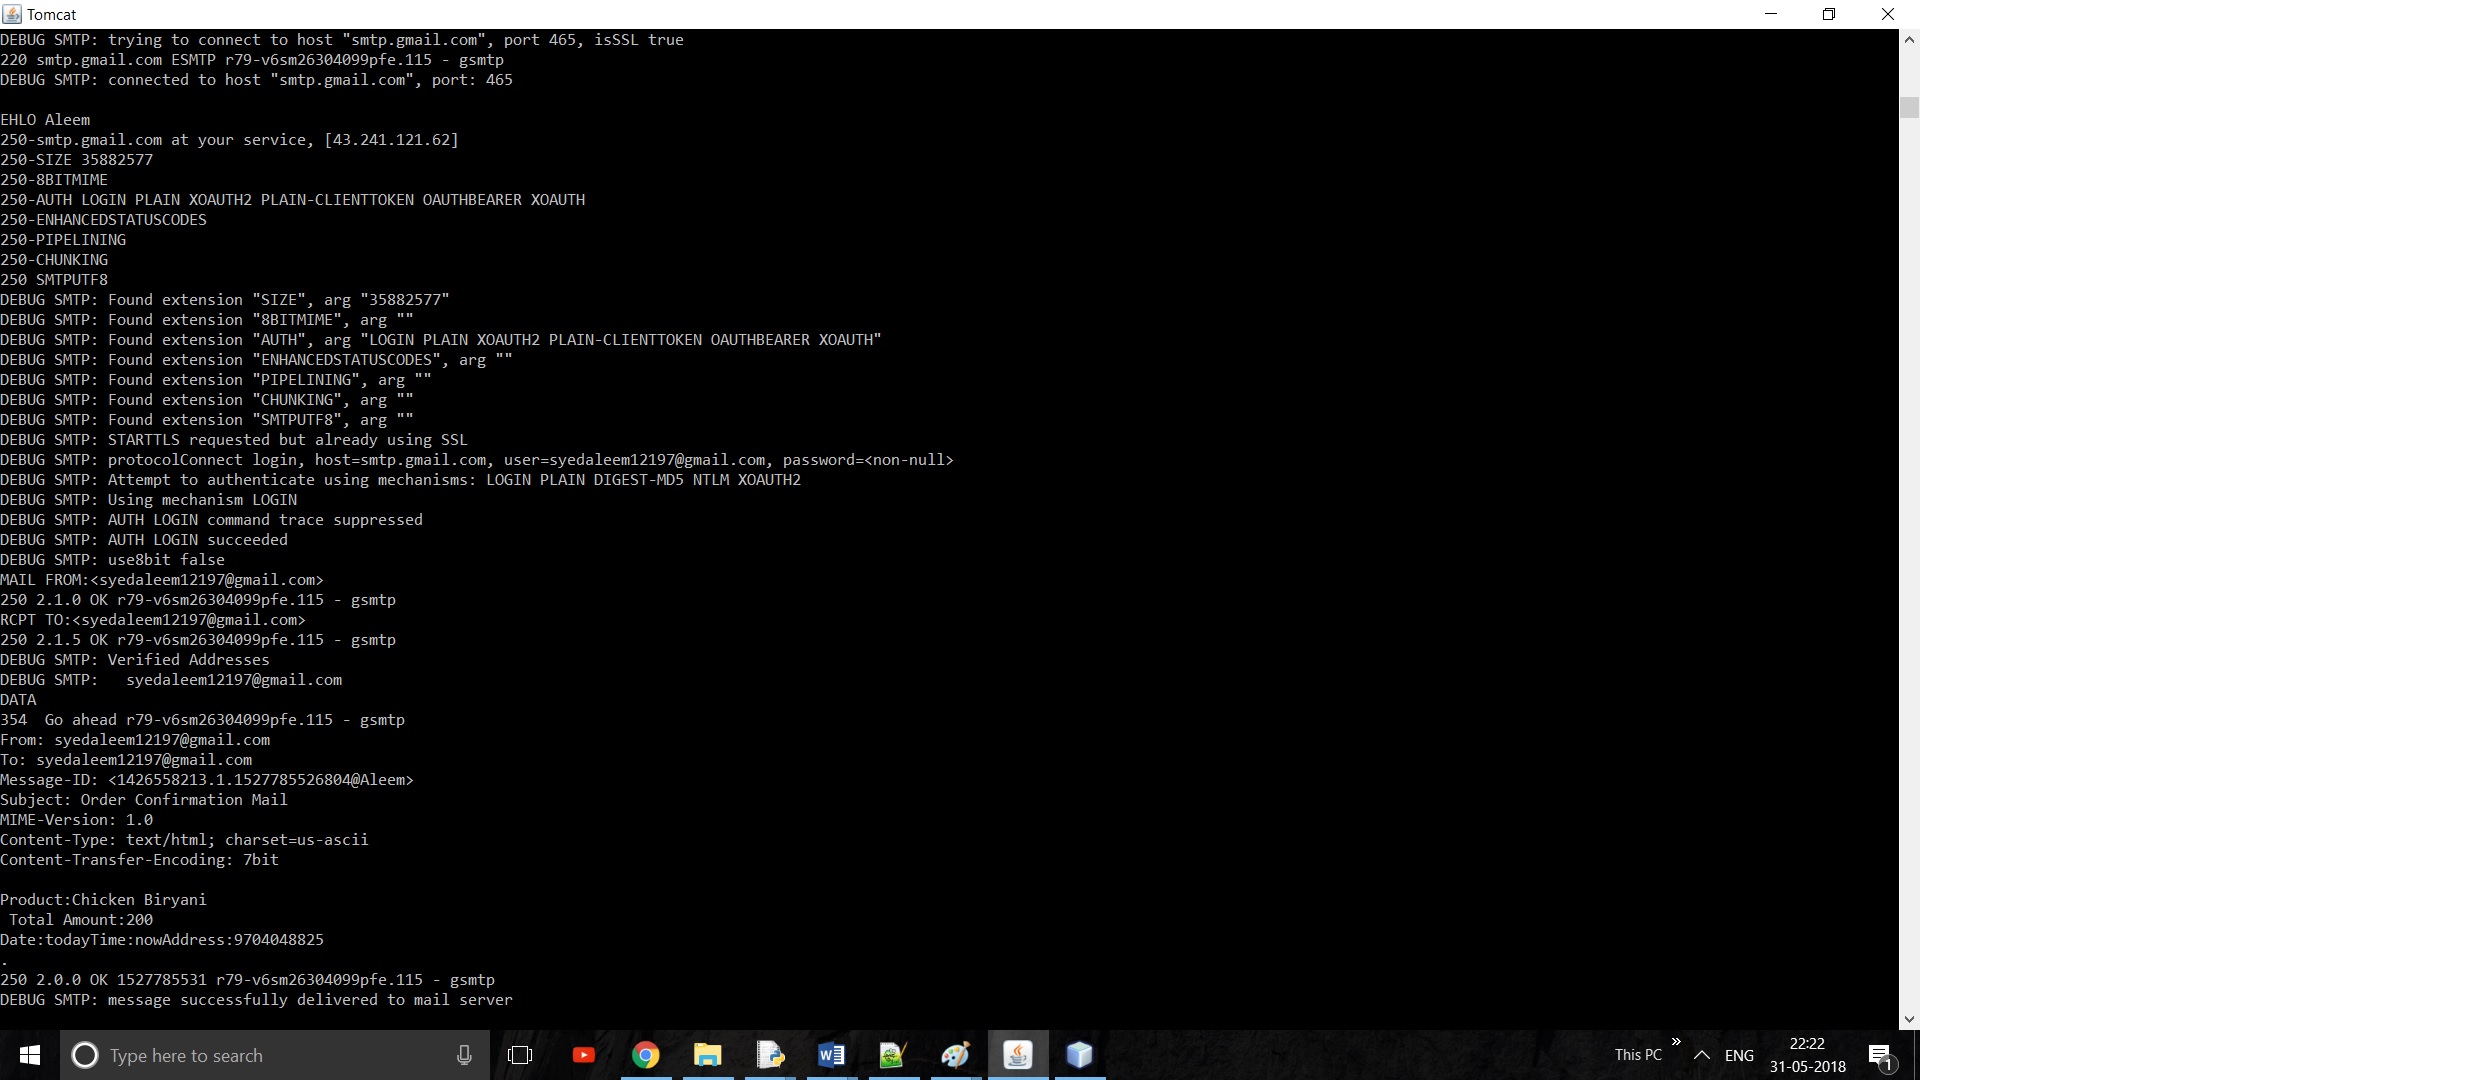 Tomcat
DEBUG SMTP: trying to connect to host "smtp.gmail.com", port 465, isSSL true
220 smtp.gmail.com ESMTP r79-v6sm26304099pfe.115 - gsmtp
DEBUG SMTP: connected to host "smtp.gmail.com", port: 465
EHLO Aleem
250-smtp.gmail.com at your service, [43.241.121.62]
250-SIZE 35882577
250-8BITMIME
250-AUTH LOGIN PLAIN XOAUTH2 PLAIN-CLIENTTOKEN OAUTHBEARER XOAUTH
250-ENHANCEDSTATUSCODES
250-PIPELINING
250-CHUNKING
250 SMTPUTF8
DEBUG SMTP: Found extension "SIZE", arg "35882577"
DEBUG SMTP: Found extension "8BITMIME", arg ""
DEBUG SMTP: Found extension "AUTH", arg "LOGIN PLAIN XOAUTH2 PLAIN-CLIENTTOKEN OAUTHBEARER XOAUTH"
DEBUG SMTP: Found extension "ENHANCEDSTATUSCODES", arg ""
DEBUG SMTP: Found extension "PIPELINING", arg ""
DEBUG SMTP: Found extension "CHUNKING", arg ""
DEBUG SMTP: Found extension "SMTPUTF8", arg ""
DEBUG SMTP: STARTTLS requested but already using SSL
DEBUG SMTP: protocolConnect login, host=smtp.gmail.com, user=syedaleem12197@gmail.com, password=<non-null>
DEBUG SMTP: Attempt to authenticate using mechanisms: LOGIN PLAIN DIGEST-MD5 NTLM XOAUTH2
DEBUG SMTP: Using mechanism LOGIN
DEBUG SMTP: AUTH LOGIN command trace suppressed
DEBUG SMTP: AUTH LOGIN succeeded
DEBUG SMTP: use8bit false
MAIL FROM:<syedaleem12197@gmail.com>
250 2.1.0 OK r79-v6sm26304099pfe.115 - gsmtp
RCPT TO:<syedaleem12197@gmail.com>
250 2.1.5 OK r79-v6sm26304099pfe.115 - gsmtp
DEBUG SMTP: Verified Addresses
DEBUG SMTP:   syedaleem12197@gmail.com
DATA
354  Go ahead r79-v6sm26304099pfe.115 - gsmtp
From: syedaleem12197@gmail.com
To: syedaleem12197@gmail.com
Message-ID: <1426558213.1.1527785526804@Aleem>
Subject: Order Confirmation Mail
MIME-Version: 1.0
Content-Type: text/html; charset=us-ascii
Content-Transfer-Encoding: 7bit
Product:Chicken Biryani
 Total Amount:200
Date:todayTime:nowAddress:9704048825
.
250 2.0.0 OK 1527785531 r79-v6sm26304099pfe.115 - gsmtp
DEBUG SMTP: message successfully delivered to mail server
Type here to search
This PC
ENG
22:22
31-05-2018
1